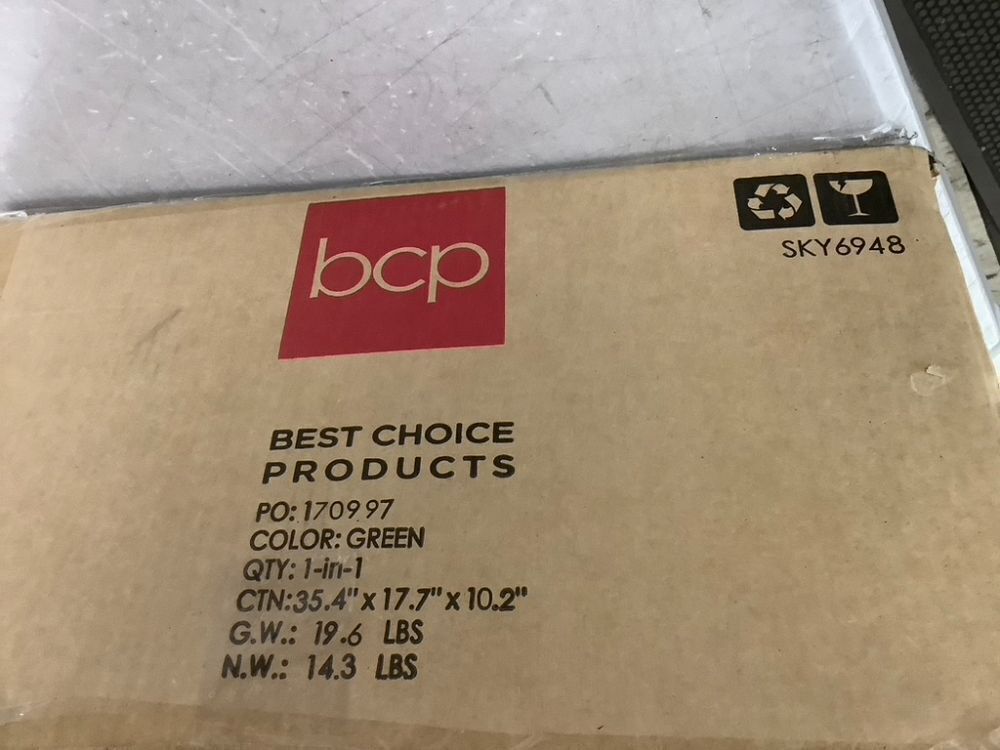 bcp
SKY6948
BEST CHOICE
PRODUCTS
PO: 170997
COLOR: GREEN
QTY: 1-in-1
CTN:35.4" x 17.7" x 10.2"
G.W.: 19.6 LBS
N.W.: 14.3 LBS